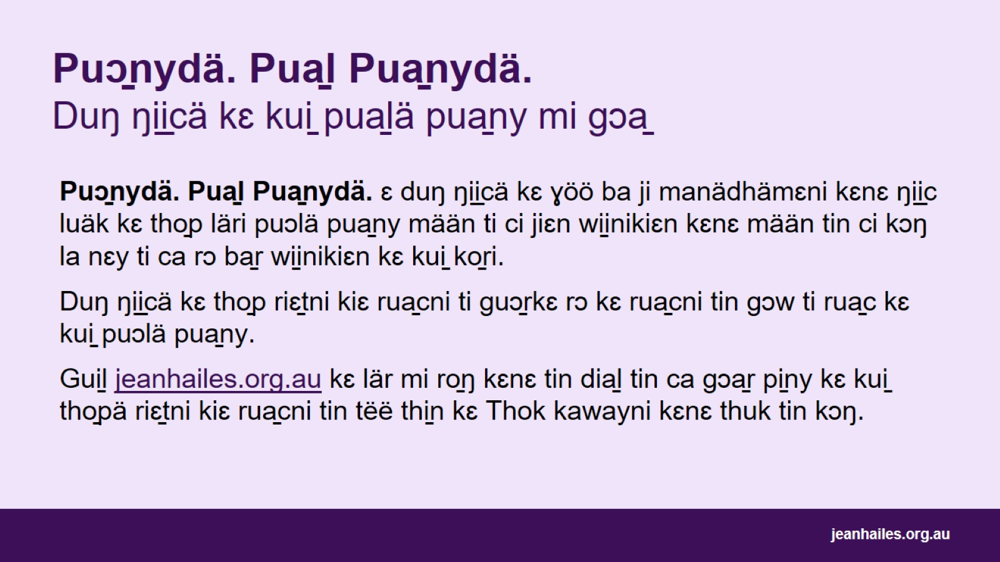 Puɔ̱nydä. Pua̱l Pua̱nydä.
Duŋ ŋi̱i̱cä kɛ kui̱ pua̱lä pua̱ny mi gɔa̱
Puɔ̱nydä. Pua̱l Pua̱nydä. ɛ duŋ ŋi̱i̱cä kɛ ɣöö ba ji manädhämɛni kɛnɛ ŋi̱i̱c
luäk kɛ tho̱p läri puɔlä pua̱ny mään ti ci jiɛn wi̱i̱nikiɛn kɛnɛ mään tin ci kɔŋ
la nɛy ti ca rɔ ba̱r wi̱i̱nikiɛn kɛ kui̱ ko̱ri.
Duŋ ŋi̱i̱cä kɛ tho̱p riɛ̱tni kiɛ rua̱cni ti guɔ̱rkɛ rɔ kɛ rua̱cni tin gɔw ti rua̱c kɛ
kui̱ puɔlä pua̱ny.
Gui̱l jeanhailes.org.au kɛ lär mi ro̱ŋ kɛnɛ tin dia̱l tin ca gɔa̱r pi̱ny kɛ kui̱
tho̱pä riɛ̱tni kiɛ rua̱cni tin tëë thi̱n kɛ Thok kawayni kɛnɛ thuk tin kɔŋ.
jeanhailes.org.au